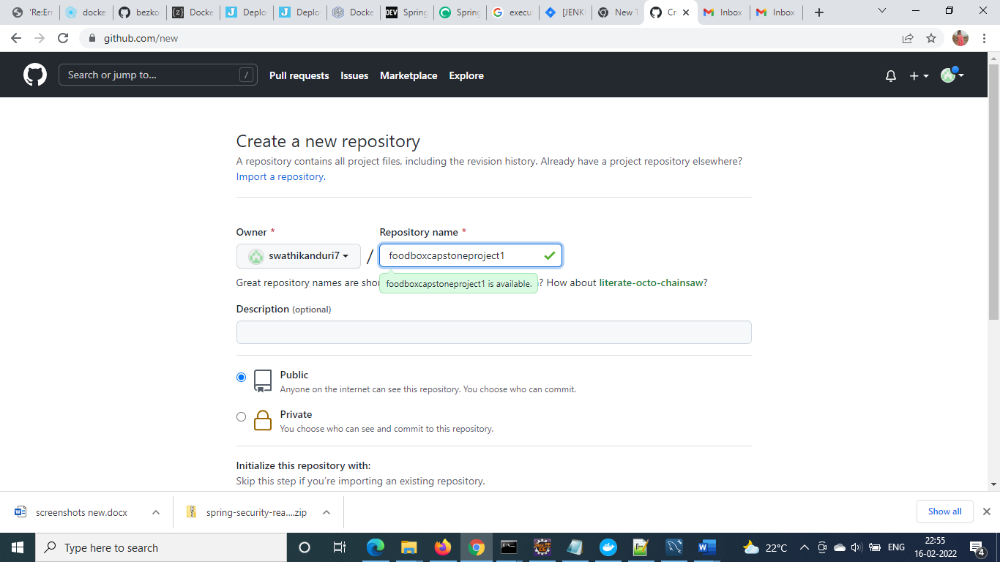 'Re:Err
docke
bezko
Docke
Deplo
Deplo
Docke
Spring
Spring
execu
[JENKI
New T
Cr
Inbox
Inbox
github.com/new
Search or jump to...
/
Pull requests
Issues
Marketplace
Explore
Create a new repository
A repository contains all project files, including the revision history. Already have a project repository elsewhere?
Import a repository.
Owner *
Repository name *
swathikanduri7
/
foodboxcapstoneproject1
Great repository names are shor
foodboxcapstoneproject1 is available.
? How about literate-octo-chainsaw?
Description (optional)
Public
Anyone on the internet can see this repository. You choose who can commit.
Private
You choose who can see and commit to this repository.
Initialize this repository with:
Skip this step if you're importing an existing repository.
screenshots new.docx
spring-security-rea....zip
Show all
Type here to search
22°C
ENG
22:55
16-02-2022
4